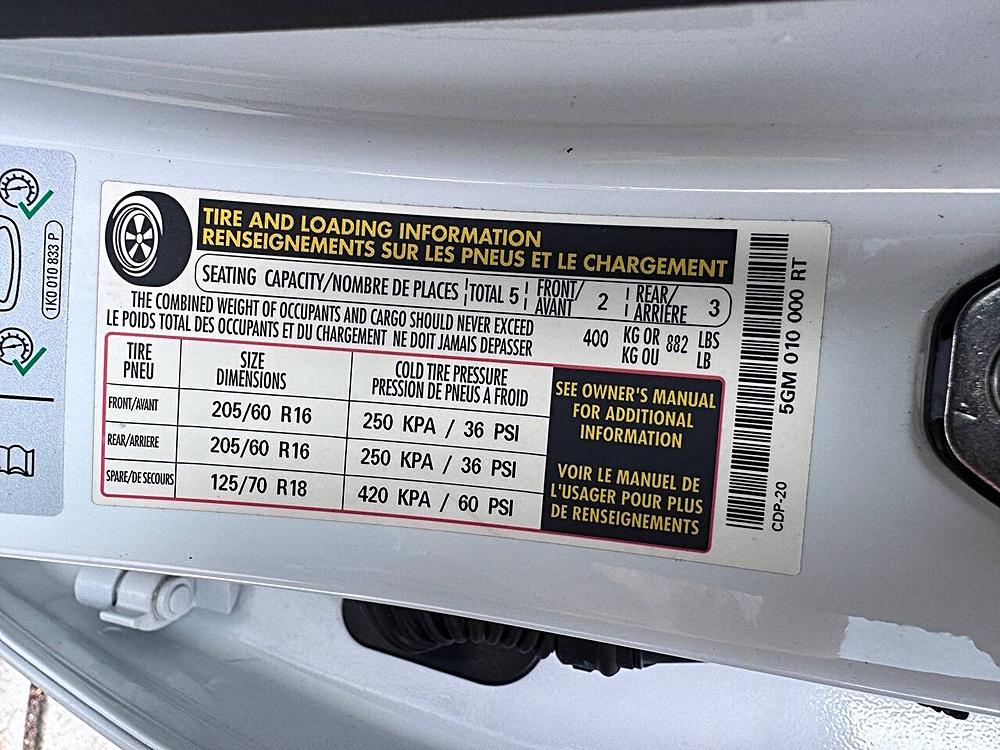 1K0 010 833 P
TIRE AND LOADING INFORMATION
RENSEIGNEMENTS SUR LES PNEUS ET LE CHARGEMENT
SEATING CAPACITY/NOMBRE DE PLACES TOTAL 5 FRONT/AVANT 2 REAR/ARRIÈRE 3
THE COMBINED WEIGHT OF OCCUPANTS AND CARGO SHOULD NEVER EXCEED 400 KG OR 882 LBS
LE POIDS TOTAL DES OCCUPANTS ET DU CHARGEMENT NE DOIT JAMAIS DEPASSER KG OU LB
TIRE SIZE COLD TIRE PRESSURE
PNEU DIMENSIONS PRESSION DE PNEUS A FROID
FRONT/AVANT 205/60 R16 250 KPA / 36 PSI
REAR/ARRIERE 205/60 R16 250 KPA / 36 PSI
SPARE/DE SECOURS 125/70 R18 420 KPA / 60 PSI
SEE OWNER'S MANUAL
FOR ADDITIONAL
INFORMATION
VOIR LE MANUEL DE
L'USAGER POUR PLUS
DE RENSEIGNEMENTS
5GM 010 000 RT
CDP-20